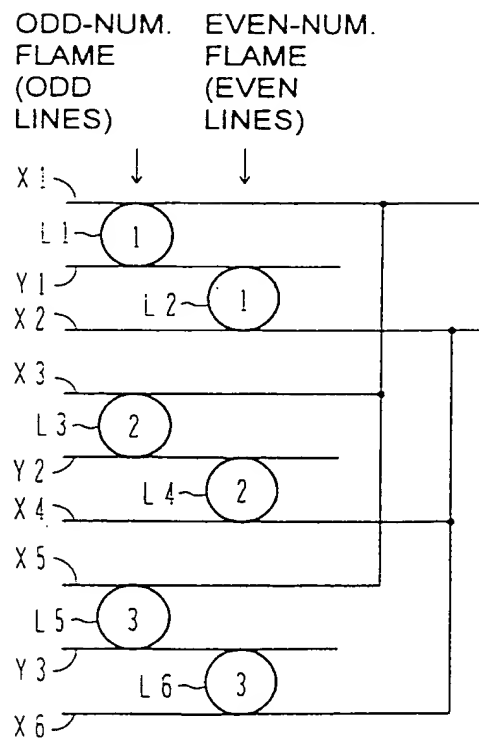 ODD-NUM. EVEN-NUM.
FLAME FLAME
(ODD (EVEN
LINES) LINES)
X1
L1 1
Y1
L2 1
X2
X3
L3 2
Y2
L4 2
X4
X5
L5 3
Y3
L6 3
X6